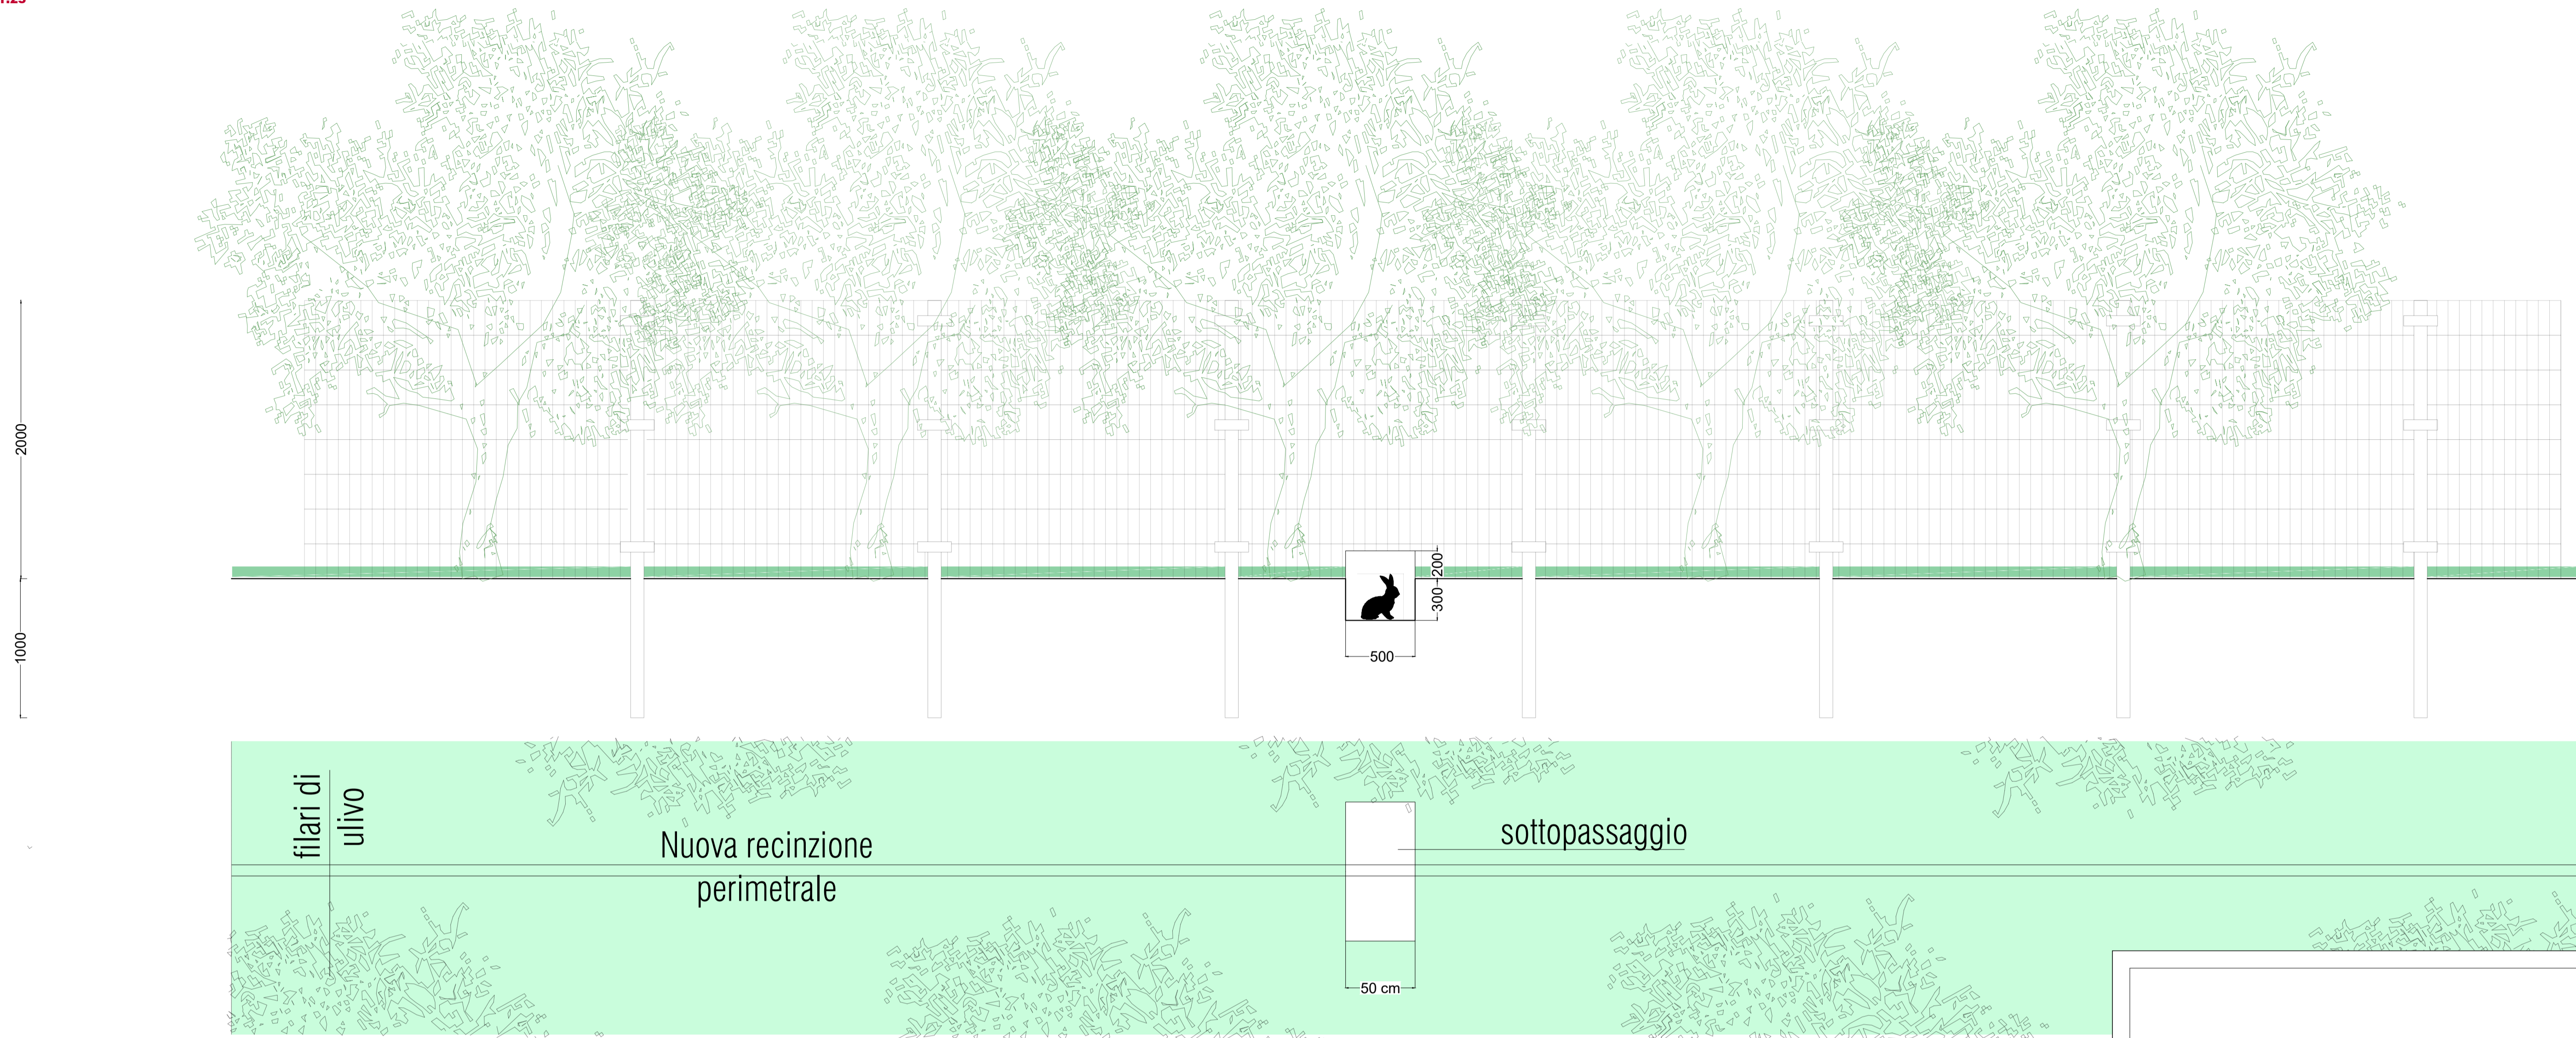 2000
1000
200
300
500
filari di
ulivo
Nuova recinzione
perimetrale
sottopassaggio
50 cm